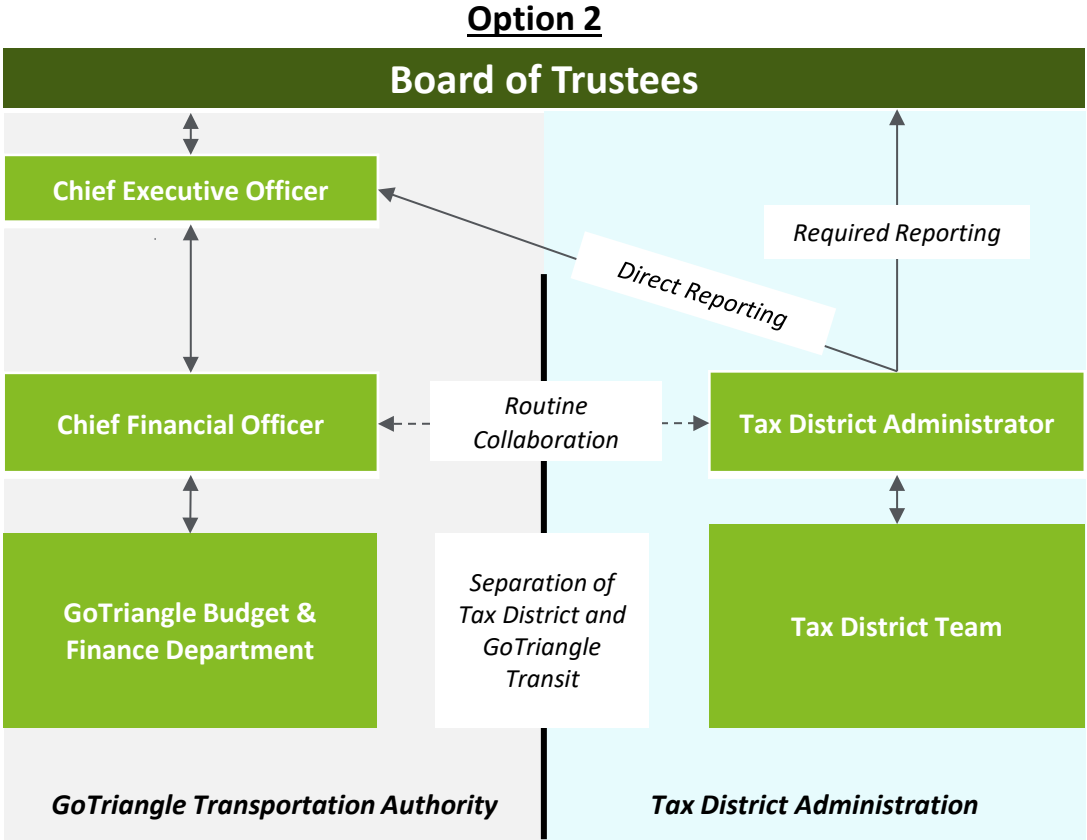 Option 2
Board of Trustees
Chief Executive Officer
Required Reporting
Direct Reporting
Chief Financial Officer
Routine
Collaboration
Tax District Administrator
GoTriangle Budget &
Finance Department
Separation of
Tax District and
GoTriangle
Transit
Tax District Team
GoTriangle Transportation Authority
Tax District Administration